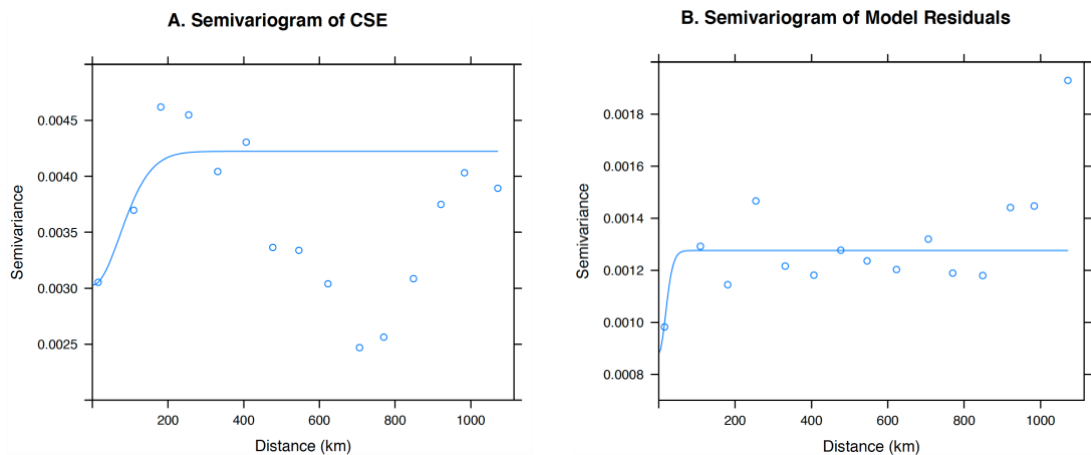 A. Semivariogram of CSE
Semivariance
0.0045
0.0040
0.0035
0.0030
0.0025
200 400 600 800 1000
Distance (km)
B. Semivariogram of Model Residuals
Semivariance
0.0018
0.0016
0.0014
0.0012
0.0010
0.0008
200 400 600 800 1000
Distance (km)